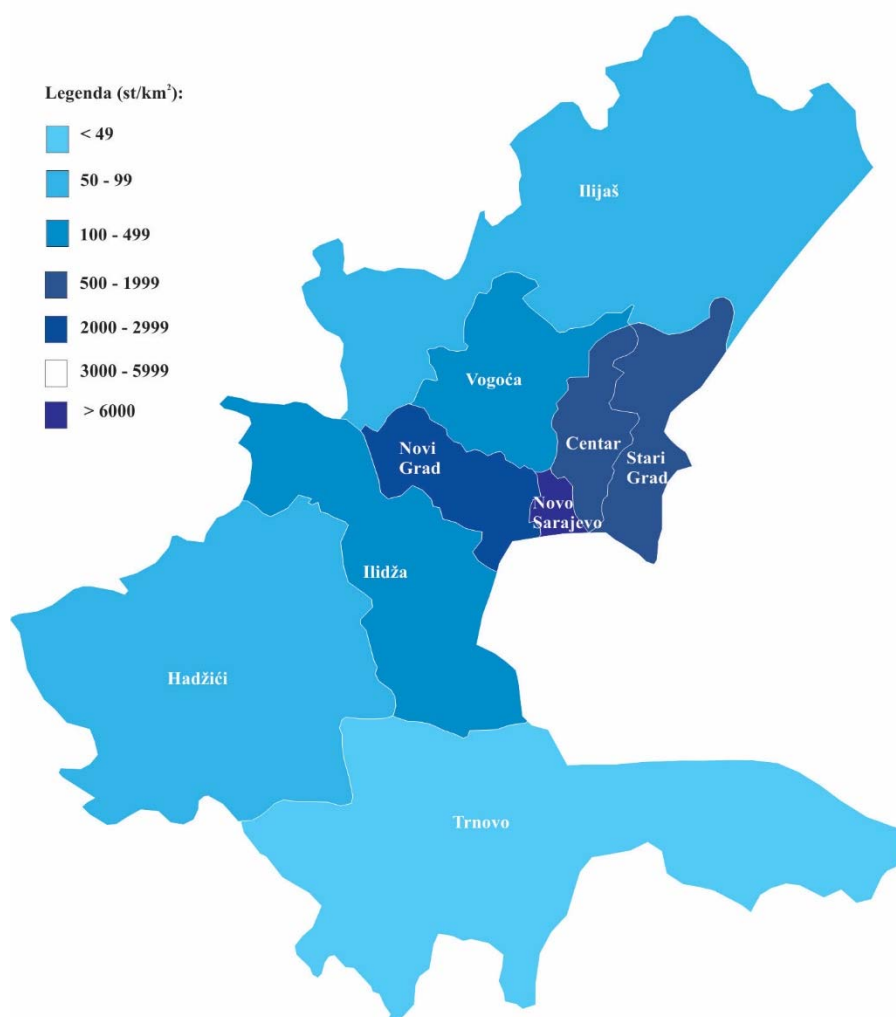 Legenda (st/km²):
< 49
50 - 99
100 - 499
500 - 1999
2000 - 2999
3000 - 5999
> 6000
Ilijaš
Vogoća
Novi
Grad
Centar
Stari
Grad
Novo
Sarajevo
Ilidža
Hadžići
Trnovo